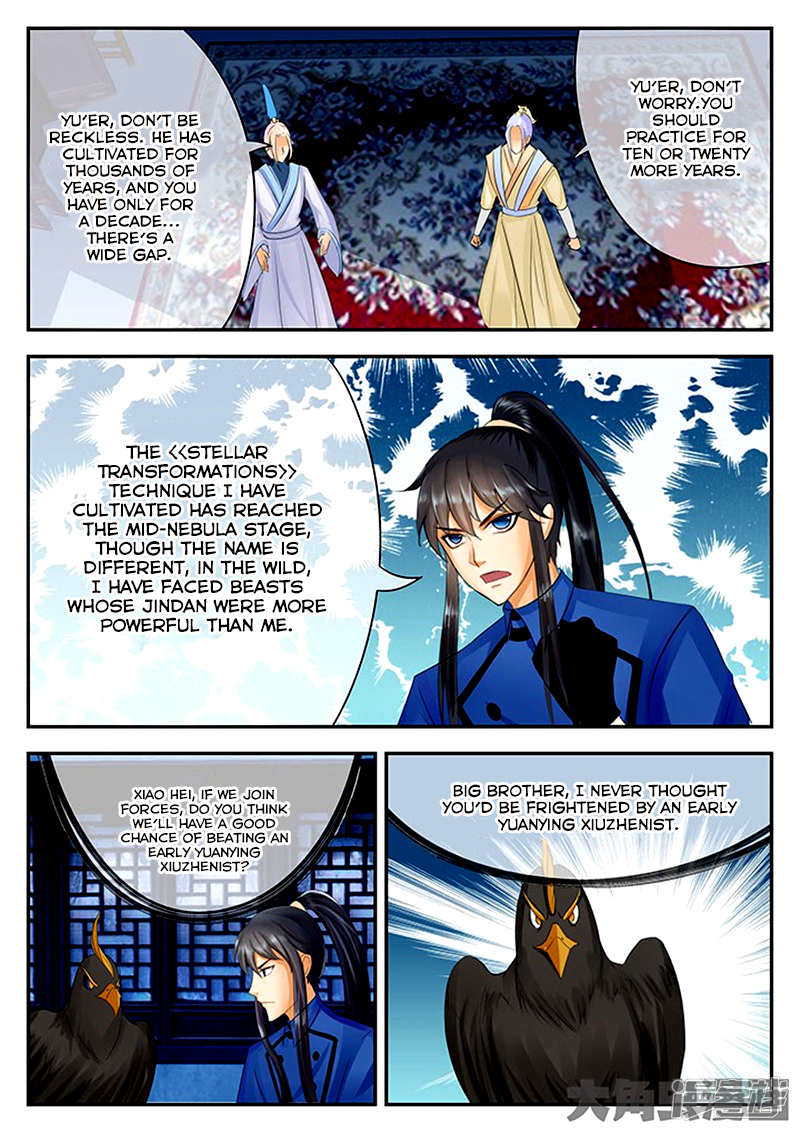 YU'ER, DON'T BE
RECKLESS. HE HAS
CULTIVATED FOR
THOUSANDS OF
YEARS, AND YOU
HAVE ONLY FOR
A DECADE...
THERE'S A
WIDE GAP.
YU'ER, DON'T
WORRY.YOU
SHOULD
PRACTICE FOR
TEN OR TWENTY
MORE YEARS.
THE <<STELLAR
TRANSFORMATIONS>>
TECHNIQUE I HAVE
CULTIVATED HAS REACHED
THE MID-NEBULA STAGE,
THOUGH THE NAME IS
DIFFERENT, IN THE WILD,
I HAVE FACED BEASTS
WHOSE JINDAN WERE MORE
POWERFUL THAN ME.
XIAO HEI, IF WE JOIN
FORCES, DO YOU THINK
WE'LL HAVE A GOOD
CHANCE OF BEATING AN
EARLY YUANYING
XIUZHENIST?
BIG BROTHER, I NEVER THOUGHT
YOU'D BE FRIGHTENED BY AN EARLY
YUANYING XIUZHENIST.
大角